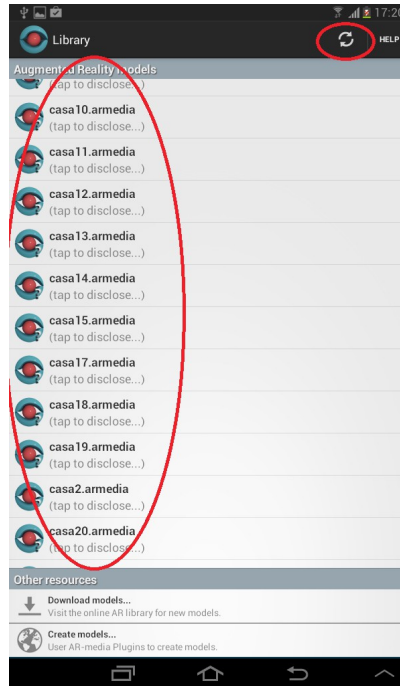 17:20
Library
HELP
Augmented Reality models
(tap to disclose...)
casa10.armedia
(tap to disclose...)
casa11.armedia
(tap to disclose...)
casa12.armedia
(tap to disclose...)
casa13.armedia
(tap to disclose...)
casa14.armedia
(tap to disclose...)
casa15.armedia
(tap to disclose...)
casa17.armedia
(tap to disclose...)
casa18.armedia
(tap to disclose...)
casa19.armedia
(tap to disclose...)
casa2.armedia
(tap to disclose...)
casa20.armedia
(tap to disclose...)
Other resources
Download models...
Visit the online AR library for new models.
Create models...
User AR-media Plugins to create models.